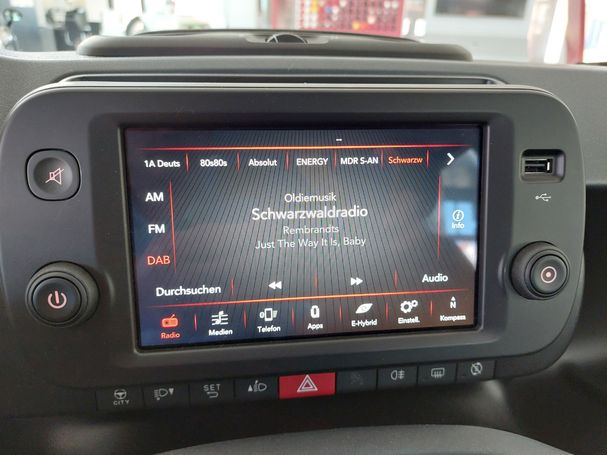 1A Deuts 80s80s Absolut ENERGY MDR S-AN Schwarzw
AM
FM
DAB
Oldiemusik
Schwarzwaldradio
Rembrandts
Just The Way It Is, Baby
Info
Durchsuchen
Audio
Radio Medien Telefon Apps E-Hybrid Einstell. N Kompass
CITY
SET